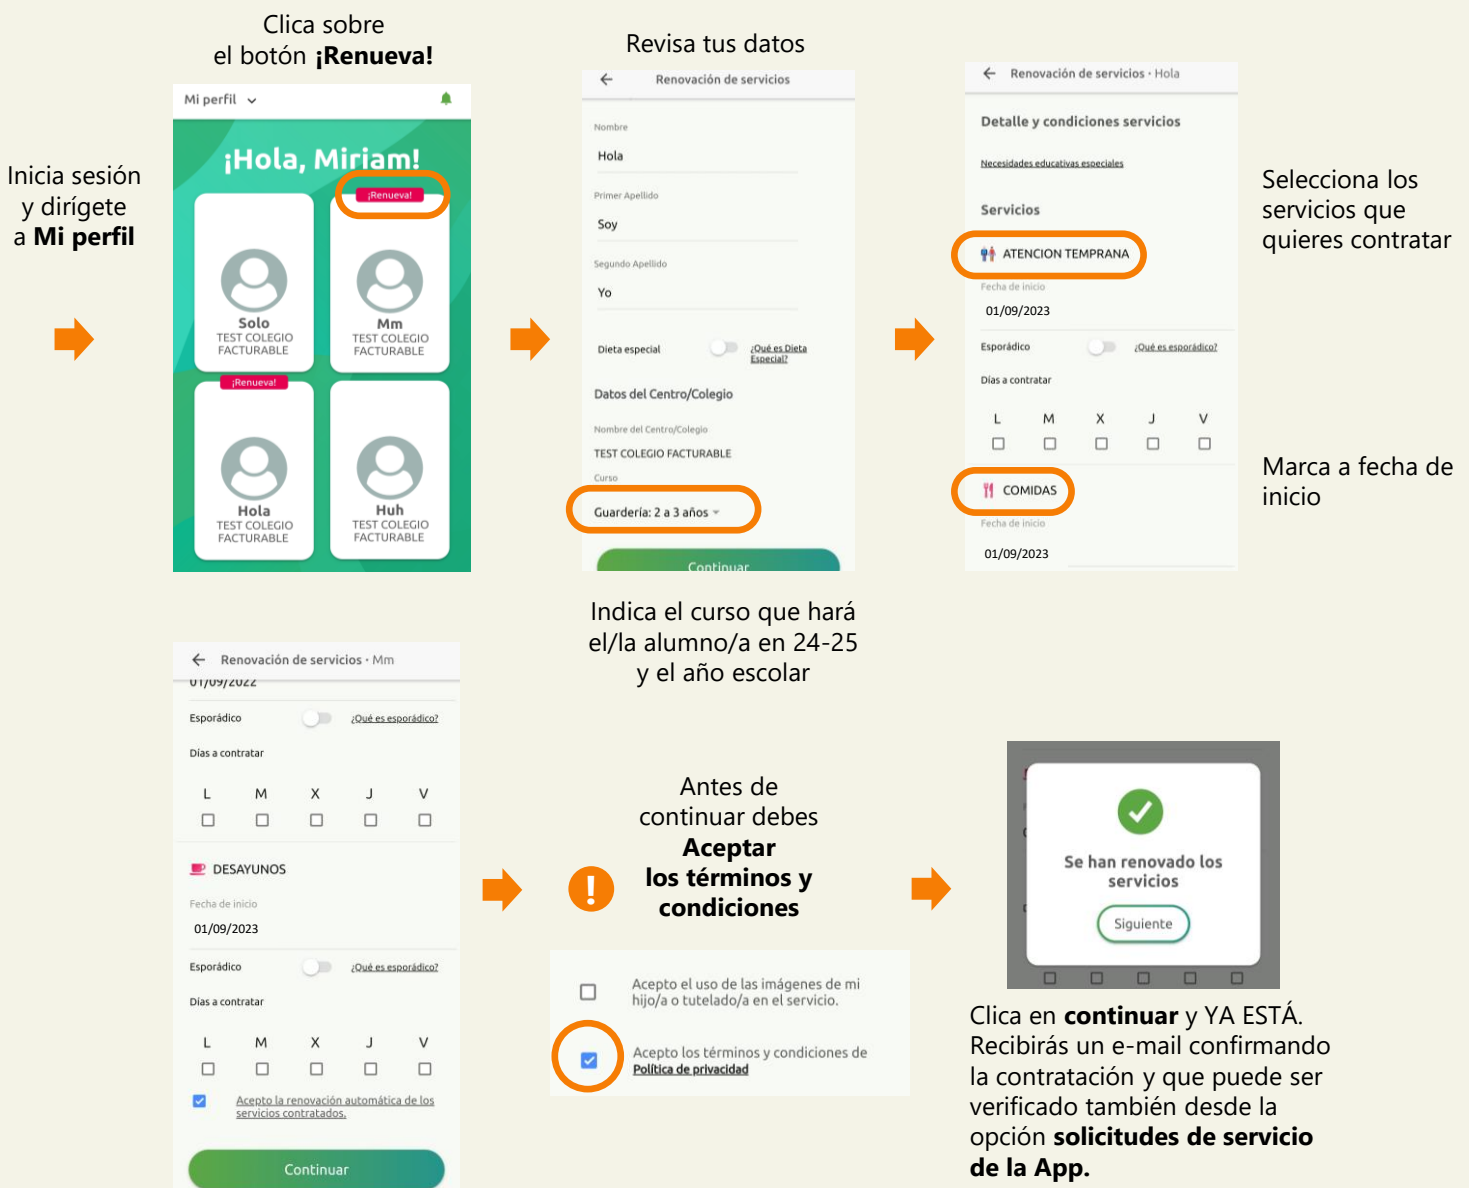 Inicia sesión
y dirígete
a Mi perfil
Clica sobre
el botón ¡Renueva!
Mi perfil
¡Hola, Miriam!
¡Renueva!
Solo
TEST COLEGIO
FACTURABLE
Mm
TEST COLEGIO
FACTURABLE
¡Renueva!
Hola
TEST COLEGIO
FACTURABLE
Huh
TEST COLEGIO
FACTURABLE
Revisa tus datos
Renovación de servicios
Nombre
Hola
Primer Apellido
Soy
Segundo Apellido
Yo
Dieta especial
¿Qué es Dieta
Especial?
Datos del Centro/Colegio
Nombre del Centro/Colegio
TEST COLEGIO FACTURABLE
Curso
Guardería: 2 a 3 años
Continuar
Indica el curso que hará
el/la alumno/a en 24-25
y el año escolar
Renovación de servicios · Hola
Detalle y condiciones servicios
Necesidades educativas especiales
Servicios
ATENCION TEMPRANA
Fecha de inicio
01/09/2023
Esporádico ¿Qué es esporádico?
Días a contratar
L M X J V
COMIDAS
Fecha de inicio
01/09/2023
Selecciona los
servicios que
quieres contratar
Marca a fecha de
inicio
Renovación de servicios · Mm
01/09/2022
Esporádico ¿Qué es esporádico?
Días a contratar
L M X J V
DESAYUNOS
Fecha de inicio
01/09/2023
Esporádico ¿Qué es esporádico?
Días a contratar
L M X J V
Acepto la renovación automática de los
servicios contratados.
Continuar
!
Antes de
continuar debes
Aceptar
los términos y
condiciones
Acepto el uso de las imágenes de mi
hijo/a o tutelado/a en el servicio.
Acepto los términos y condiciones de
Política de privacidad
Se han renovado los
servicios
Siguiente
Clica en continuar y YA ESTÁ.
Recibirás un e-mail confirmando
la contratación y que puede ser
verificado también desde la
opción solicitudes de servicio
de la App.